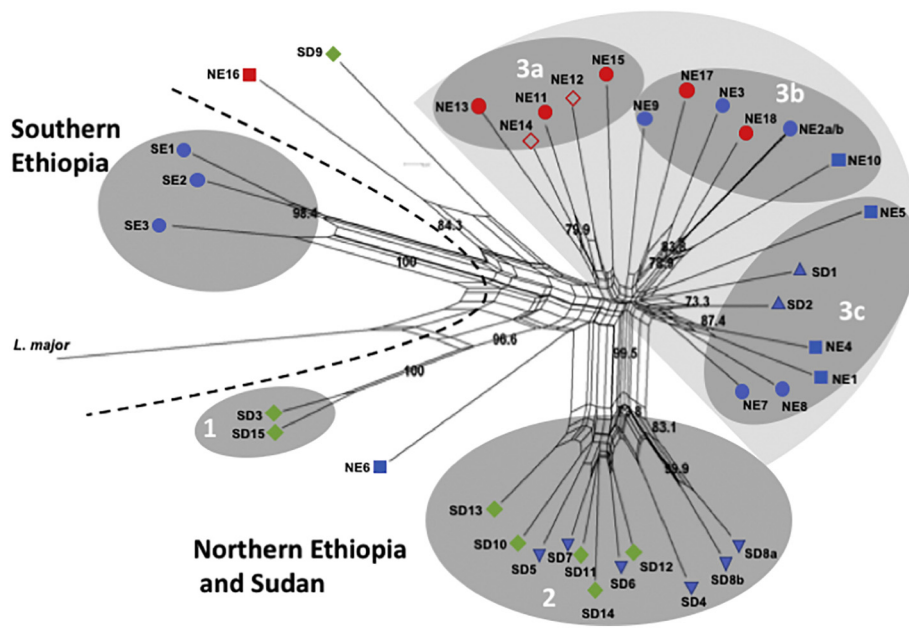 SD9
NE16
3a
NE15
NE12
NE13
NE11
NE14
NE17
NE3
3b
NE9
NE18
NE2a/b
NE10
Southern
Ethiopia
SE1
SE2
SE3
98.4
84.3
100
79.9
83.8
78.9
NE5
SD1
SD2
73.3
3c
87.4
NE4
NE1
NE7
NE8
L. major
96.6
100
99.5
1
SD3
SD15
NE6
83.1
99.9
SD13
SD10
SD5
SD7
SD11
SD12
SD6
SD14
SD8a
SD8b
SD4
2
Northern Ethiopia
and Sudan